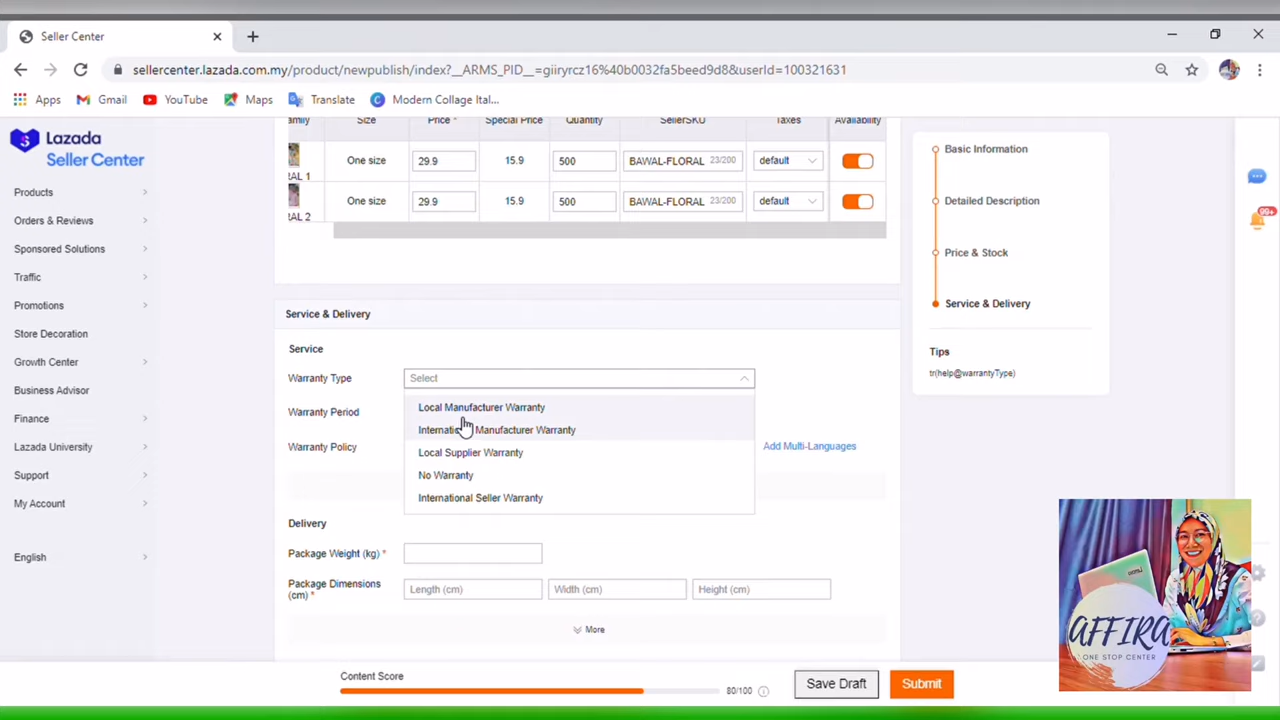 Seller Center
sellercenter.lazada.com.my/product/newpublish/index?__ARMS_PID__=giiryrcz16%40b0032fa5beed9d8&userId=100321631
Apps Gmail YouTube Maps Translate Modern Collage Ital...
Lazada
Seller Center
Products
Orders & Reviews
Sponsored Solutions
Traffic
Promotions
Store Decoration
Growth Center
Business Advisor
Finance
Lazada University
Support
My Account
English
amily Size Price * Special Price Quantity SellerSKU Taxes Availability
RAL 1 One size 29.9 15.9 500 BAWAL-FLORAL 23/200 default
RAL 2 One size 29.9 15.9 500 BAWAL-FLORAL 23/200 default
Service & Delivery
Service
Warranty Type Select
Local Manufacturer Warranty
Warranty Period
Manufacturer Warranty
Warranty Policy
Add Multi-Languages
Local Supplier Warranty
No Warranty
International Seller Warranty
Delivery
Package Weight (kg) *
Package Dimensions (cm) * Length (cm) Width (cm) Height (cm)
More
Content Score 80/100
Save Draft Submit
Basic Information
Detailed Description
Price & Stock
Service & Delivery
Tips
tr(help@warrantyType)
99+
AFFIRA
ONE STOP CENTER